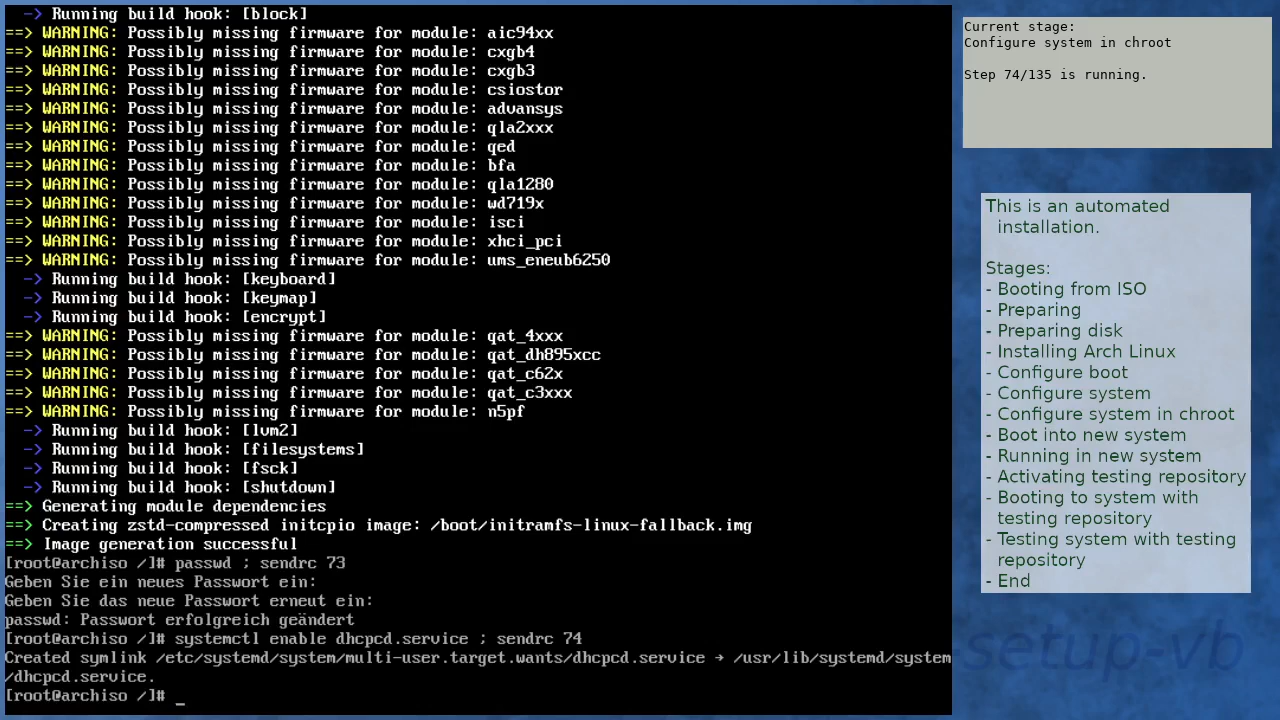 -> Running build hook: [block]
==> WARNING: Possibly missing firmware for module: aic94xx
==> WARNING: Possibly missing firmware for module: cxgb4
==> WARNING: Possibly missing firmware for module: cxgb3
==> WARNING: Possibly missing firmware for module: csiostor
==> WARNING: Possibly missing firmware for module: advansys
==> WARNING: Possibly missing firmware for module: qla2xxx
==> WARNING: Possibly missing firmware for module: qed
==> WARNING: Possibly missing firmware for module: bfa
==> WARNING: Possibly missing firmware for module: qla1280
==> WARNING: Possibly missing firmware for module: wd719x
==> WARNING: Possibly missing firmware for module: isci
==> WARNING: Possibly missing firmware for module: xhci_pci
==> WARNING: Possibly missing firmware for module: ums_eneub6250
-> Running build hook: [keyboard]
-> Running build hook: [keymap]
-> Running build hook: [encrypt]
==> WARNING: Possibly missing firmware for module: qat_4xxx
==> WARNING: Possibly missing firmware for module: qat_dh895xcc
==> WARNING: Possibly missing firmware for module: qat_c62x
==> WARNING: Possibly missing firmware for module: qat_c3xxx
==> WARNING: Possibly missing firmware for module: n5pf
-> Running build hook: [lvm2]
-> Running build hook: [filesystems]
-> Running build hook: [fsck]
-> Running build hook: [shutdown]
==> Generating module dependencies
==> Creating zstd-compressed initcpio image: /boot/initramfs-linux-fallback.img
==> Image generation successful
[root@archiso /]# passwd ; sendrc 73
Geben Sie ein neues Passwort ein:
Geben Sie das neue Passwort erneut ein:
passwd: Passwort erfolgreich geändert
[root@archiso /]# systemctl enable dhcpcd.service ; sendrc 74
Created symlink /etc/systemd/system/multi-user.target.wants/dhcpcd.service → /usr/lib/systemd/system
/dhcpcd.service.
[root@archiso /]# _
Current stage:
Configure system in chroot
Step 74/135 is running.
This is an automated
installation.
Stages:
- Booting from ISO
- Preparing
- Preparing disk
- Installing Arch Linux
- Configure boot
- Configure system
- Configure system in chroot
- Boot into new system
- Running in new system
- Activating testing repository
- Booting to system with
testing repository
- Testing system with testing
repository
- End
setup-vb